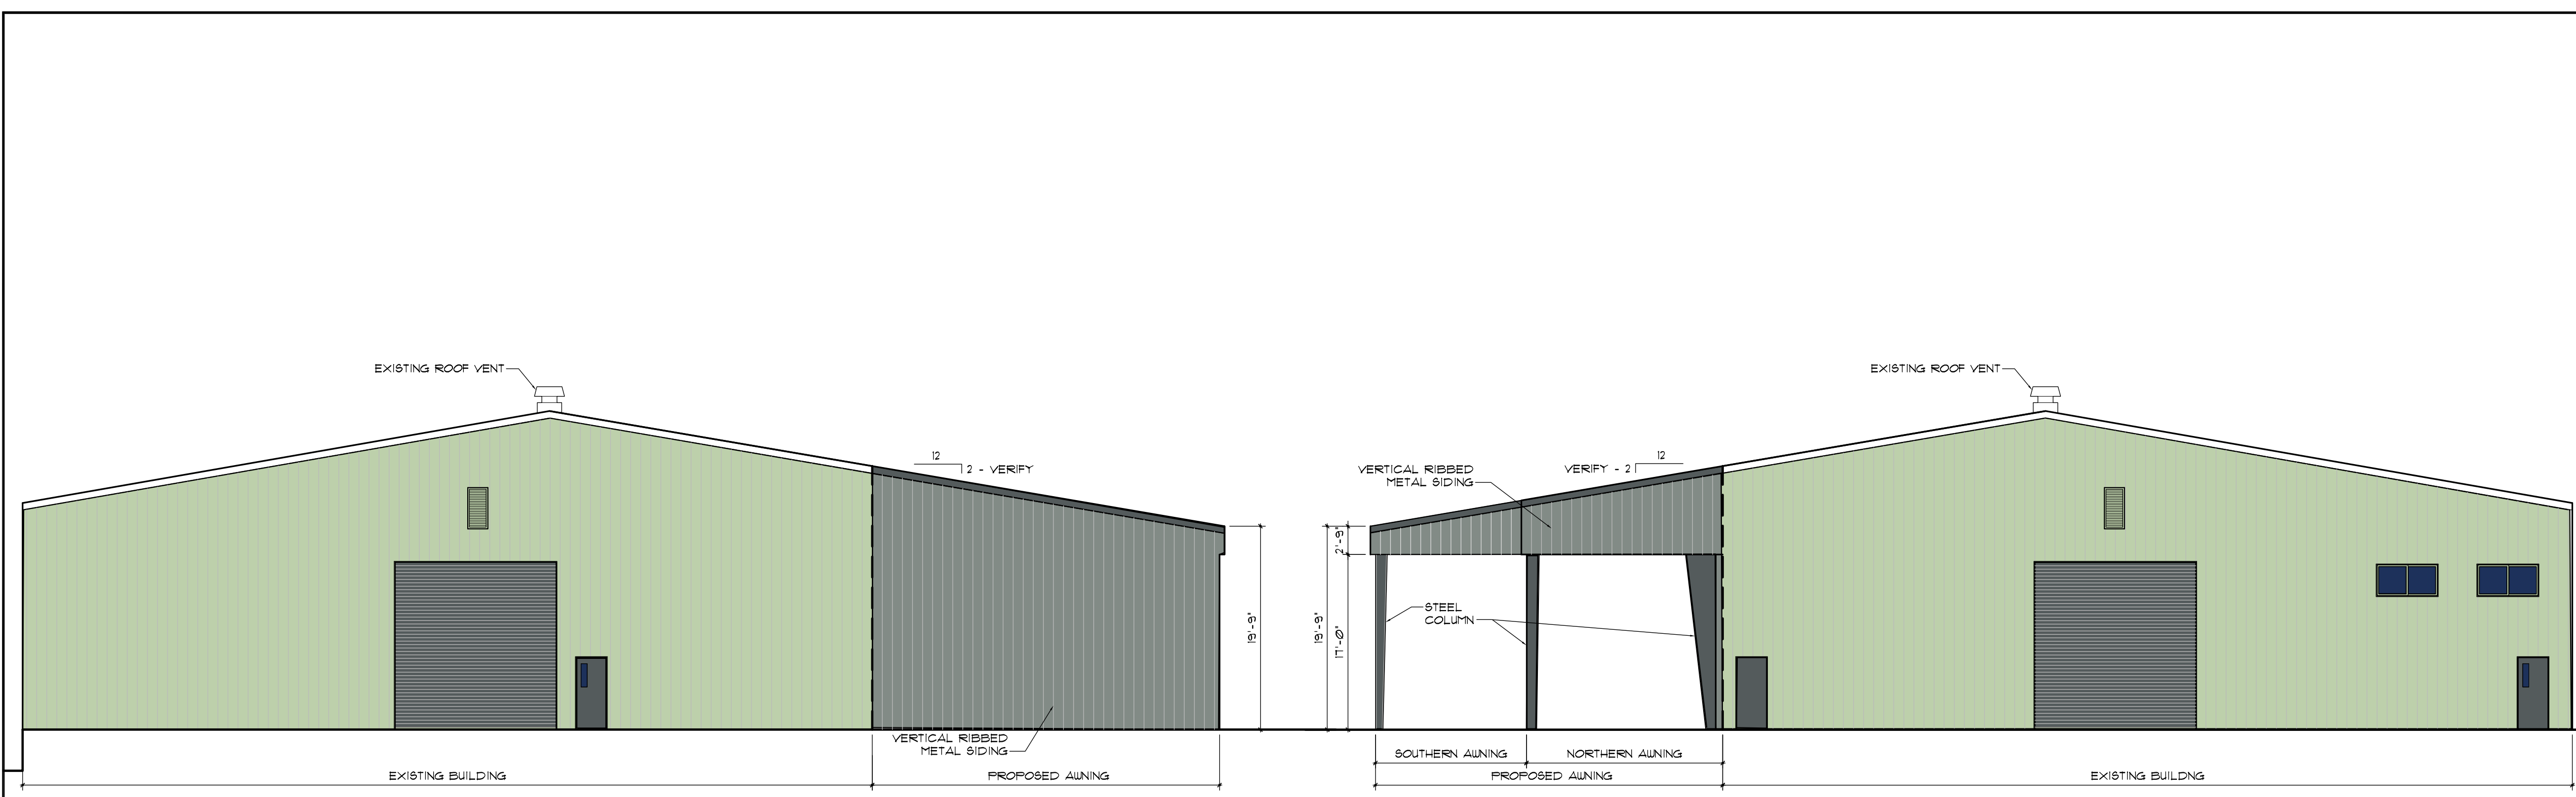 EXISTING ROOF VENT
12
2 - VERIFY
19'-9"
VERTICAL RIBBED
METAL SIDING
EXISTING BUILDING
PROPOSED AWNING
EXISTING ROOF VENT
12
VERIFY - 2
VERTICAL RIBBED
METAL SIDING
2'-9"
19'-9"
17'-0"
STEEL
COLUMN
SOUTHERN AWNING
NORTHERN AWNING
PROPOSED AWNING
EXISTING BUILDNG